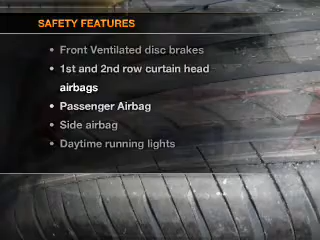 SAFETY FEATURES
• Front Ventilated disc brakes
• 1st and 2nd row curtain head
airbags
• Passenger Airbag
• Side airbag
• Daytime running lights